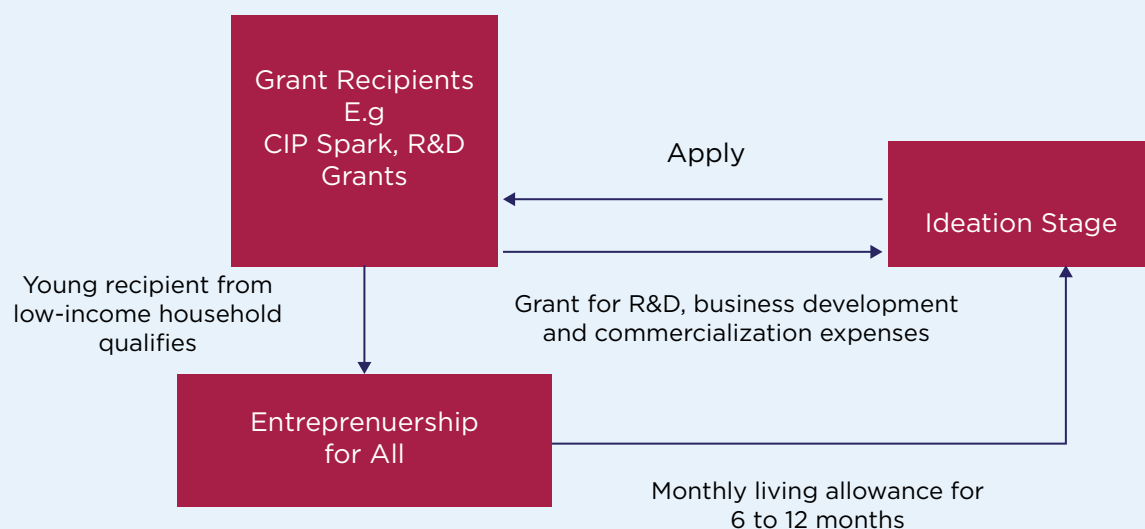 Grant Recipients
E.g
CIP Spark, R&D
Grants
Apply
Ideation Stage
Young recipient from
low-income household
qualifies
Grant for R&D, business development
and commercialization expenses
Entreprenuership
for All
Monthly living allowance for
6 to 12 months